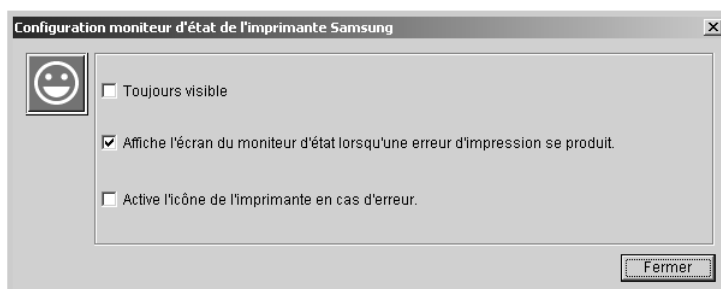 Configuration moniteur d'état de l'imprimante Samsung
Toujours visible
Affiche l'écran du moniteur d'état lorsqu'une erreur d'impression se produit.
Active l'icône de l'imprimante en cas d'erreur.
Fermer